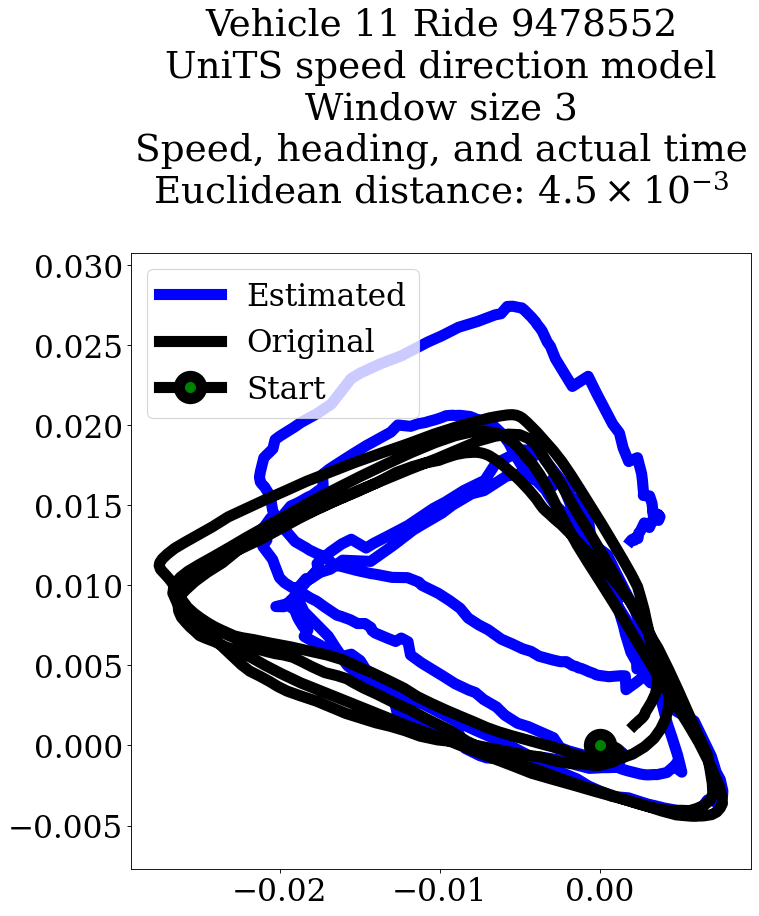 Vehicle 11 Ride 9478552
UniTS speed direction model
Window size 3
Speed, heading, and actual time
Euclidean distance: 4.5 × 10⁻³
0.030
0.025
0.020
0.015
0.010
0.005
0.000
−0.005
Estimated
Original
Start
−0.02 −0.01 0.00